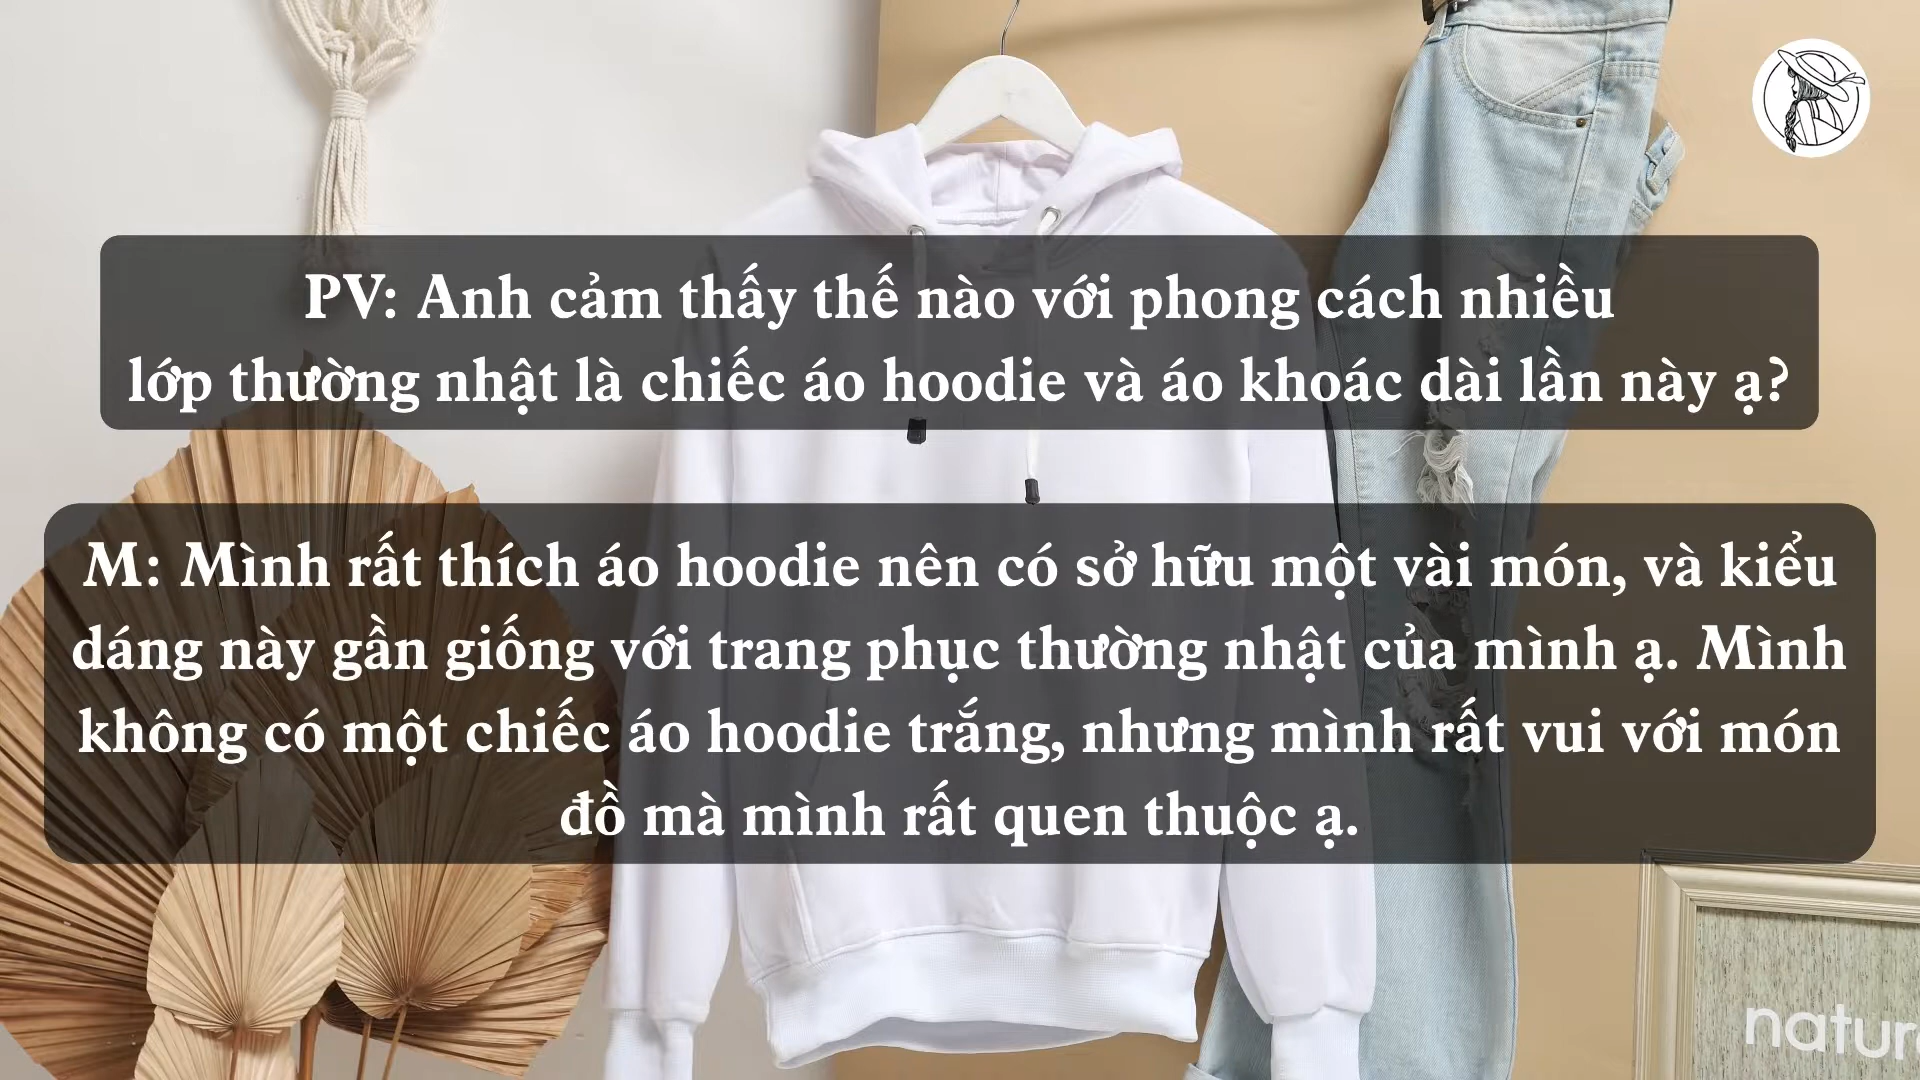 PV: Anh cảm thấy thế nào với phong cách nhiều
lớp thường nhật là chiếc áo hoodie và áo khoác dài lần này ạ?
M: Mình rất thích áo hoodie nên có sở hữu một vài món, và kiểu
dáng này gần giống với trang phục thường nhật của mình ạ. Mình
không có một chiếc áo hoodie trắng, nhưng mình rất vui với món
đồ mà mình rất quen thuộc ạ.